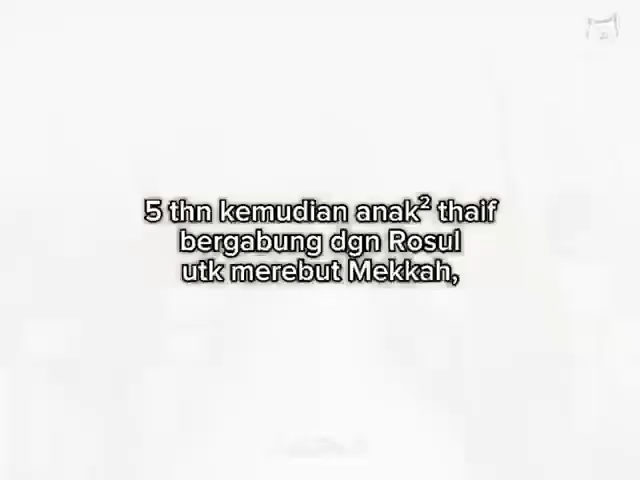 5 thn kemudian anak² thaif
bergabung dgn Rosul
utk merebut Mekkah,